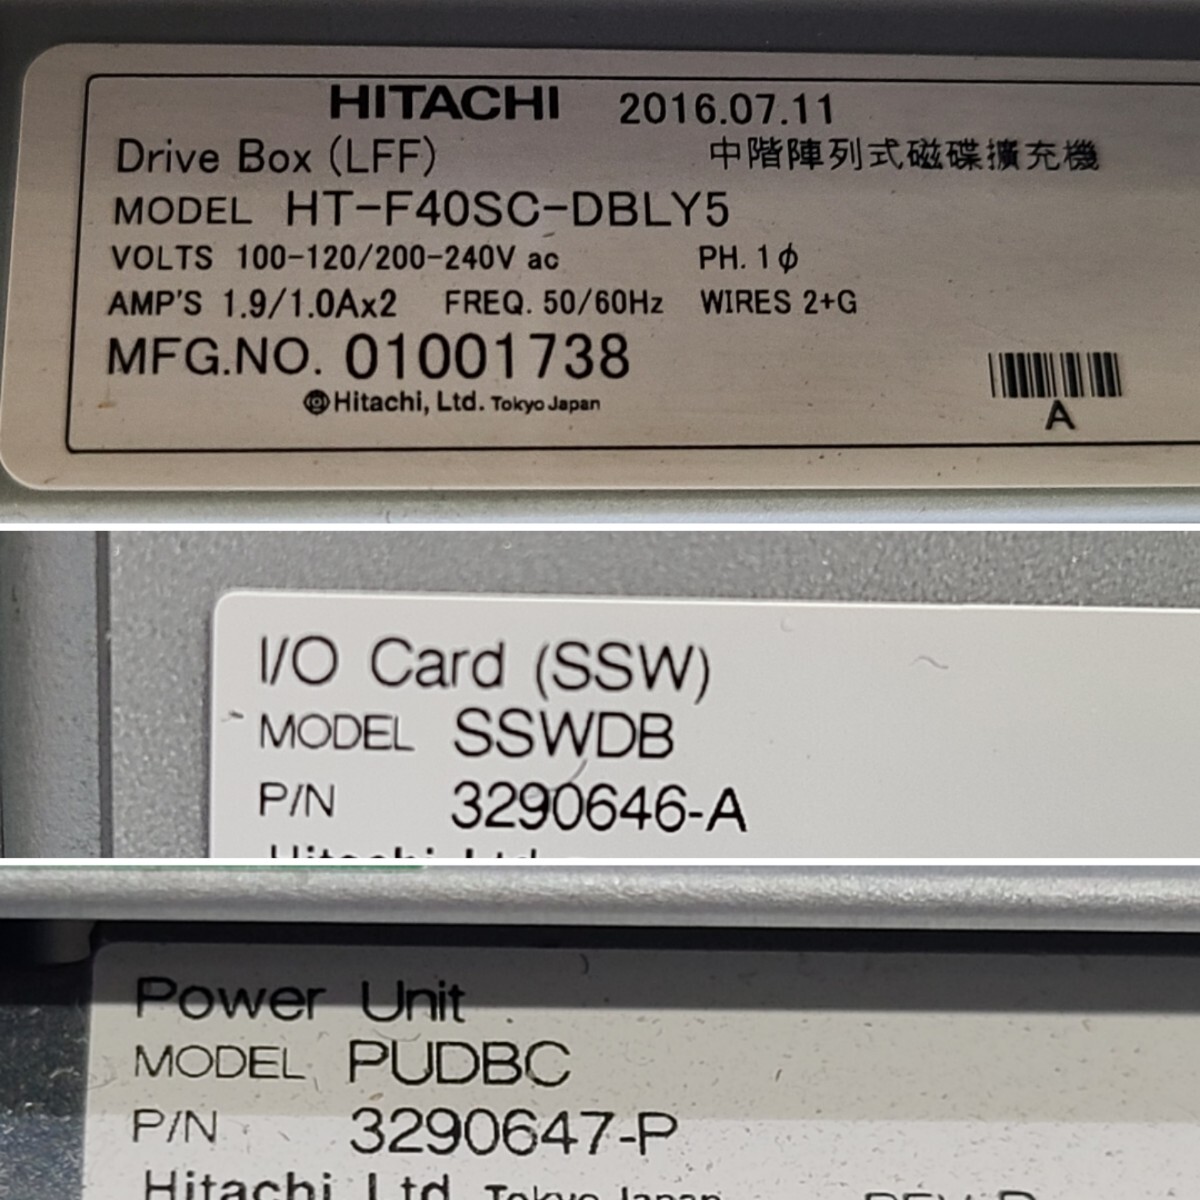 HITACHI 2016.07.11
Drive Box (LFF) 中階陣列式磁碟擴充機
MODEL HT-F40SC-DBLY5
VOLTS 100-120/200-240V ac PH. 1φ
AMP'S 1.9/1.0Ax2 FREQ. 50/60Hz WIRES 2+G
MFG.NO. 01001738
Hitachi, Ltd. Tokyo Japan
A
I/O Card (SSW)
MODEL SSWDB
P/N 3290646-A
Hitachi Ltd
Power Unit
MODEL PUDBC
P/N 3290647-P
Hitachi Ltd Tokyo Japan